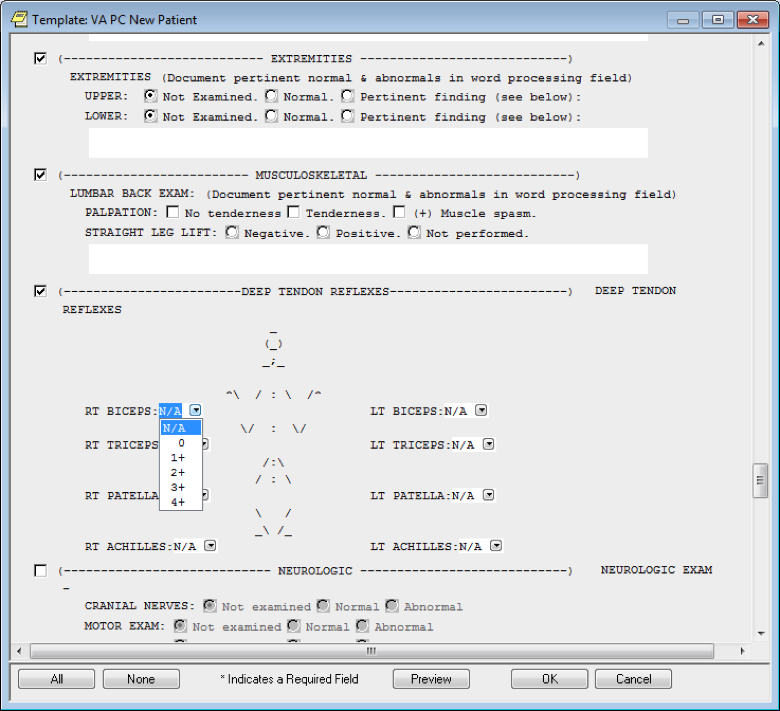 Template: VA PC New Patient
(--------------------------- EXTREMITIES ----------------------------)
EXTREMITIES (Document pertinent normal & abnormals in word processing field)
UPPER: Not Examined. Normal. Pertinent finding (see below):
LOWER: Not Examined. Normal. Pertinent finding (see below):
(------------------------- MUSCULOSKELETAL ---------------------------)
LUMBAR BACK EXAM: (Document pertinent normal & abnormals in word processing field)
PALPATION: No tenderness Tenderness. (+) Muscle spasm.
STRAIGHT LEG LIFT: Negative. Positive. Not performed.
(------------------------DEEP TENDON REFLEXES------------------------) DEEP TENDON
REFLEXES
_
(_)
_;_
^\ / : \ /^
RT BICEPS:N/A LT BICEPS:N/A
N/A
\/ : \/
0
RT TRICEPS LT TRICEPS:N/A
1+
/:\
2+
/ : \
3+
RT PATELLA LT PATELLA:N/A
4+
\ /
_\ /_
RT ACHILLES:N/A LT ACHILLES:N/A
(---------------------------- NEUROLOGIC ----------------------------) NEUROLOGIC EXAM
_
CRANIAL NERVES: Not examined Normal Abnormal
MOTOR EXAM: Not examined Normal Abnormal
All None * Indicates a Required Field Preview OK Cancel